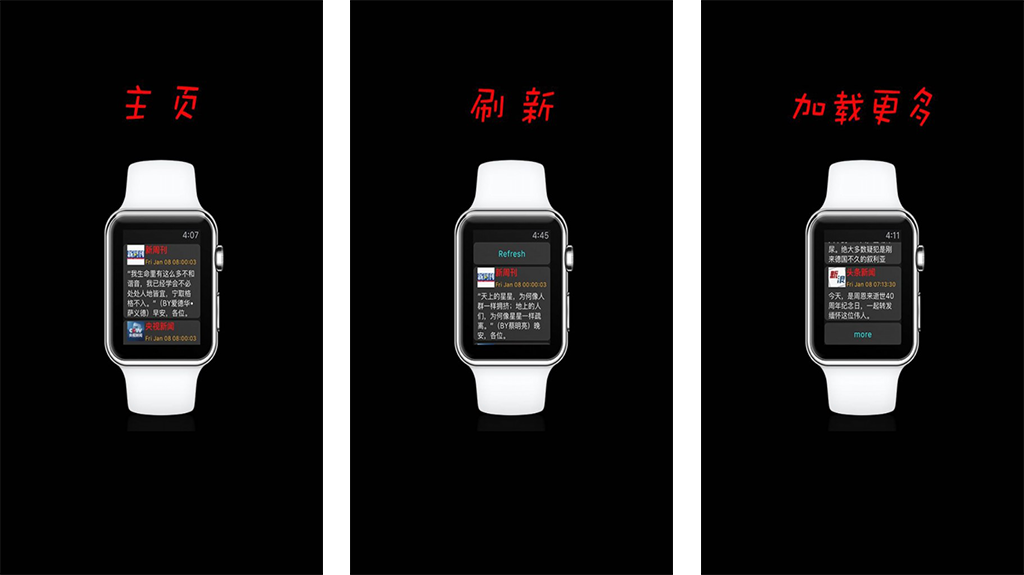 主页
4:07
新周刊
Fri Jan 08 08:00:03
“我生命里有这么多不和
谐音，我已经学会不必
处处人地皆宜，宁取格
格不入。”（BY爱德华•
萨义德）早安，各位。
央视新闻
Fri Jan 08 08:00:03
刷新
4:45
Refresh
新周刊
Fri Jan 08 00:00:03
“天上的星星，为何像人
群一样拥挤；地上的人
们，为何像星星一样疏
离。”（BY蔡明亮）晚
安，各位。
加载更多
4:11
尿。绝大多数疑犯是刚
来德国不久的叙利亚
头条新闻
Fri Jan 08 07:13:30
今天，是周恩来逝世40
周年纪念日，一起转发
缅怀这位伟人。
more